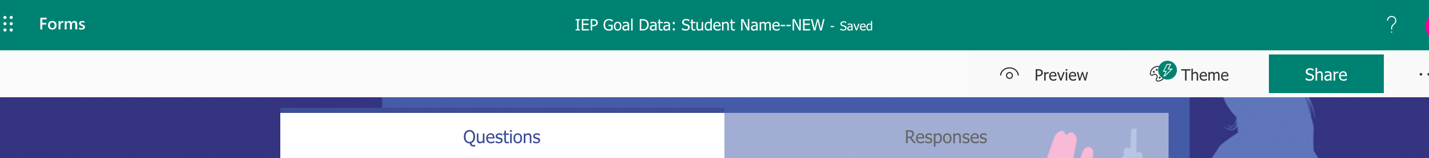 Forms IEP Goal Data: Student Name--NEW - Saved ?
Preview Theme Share
Questions Responses